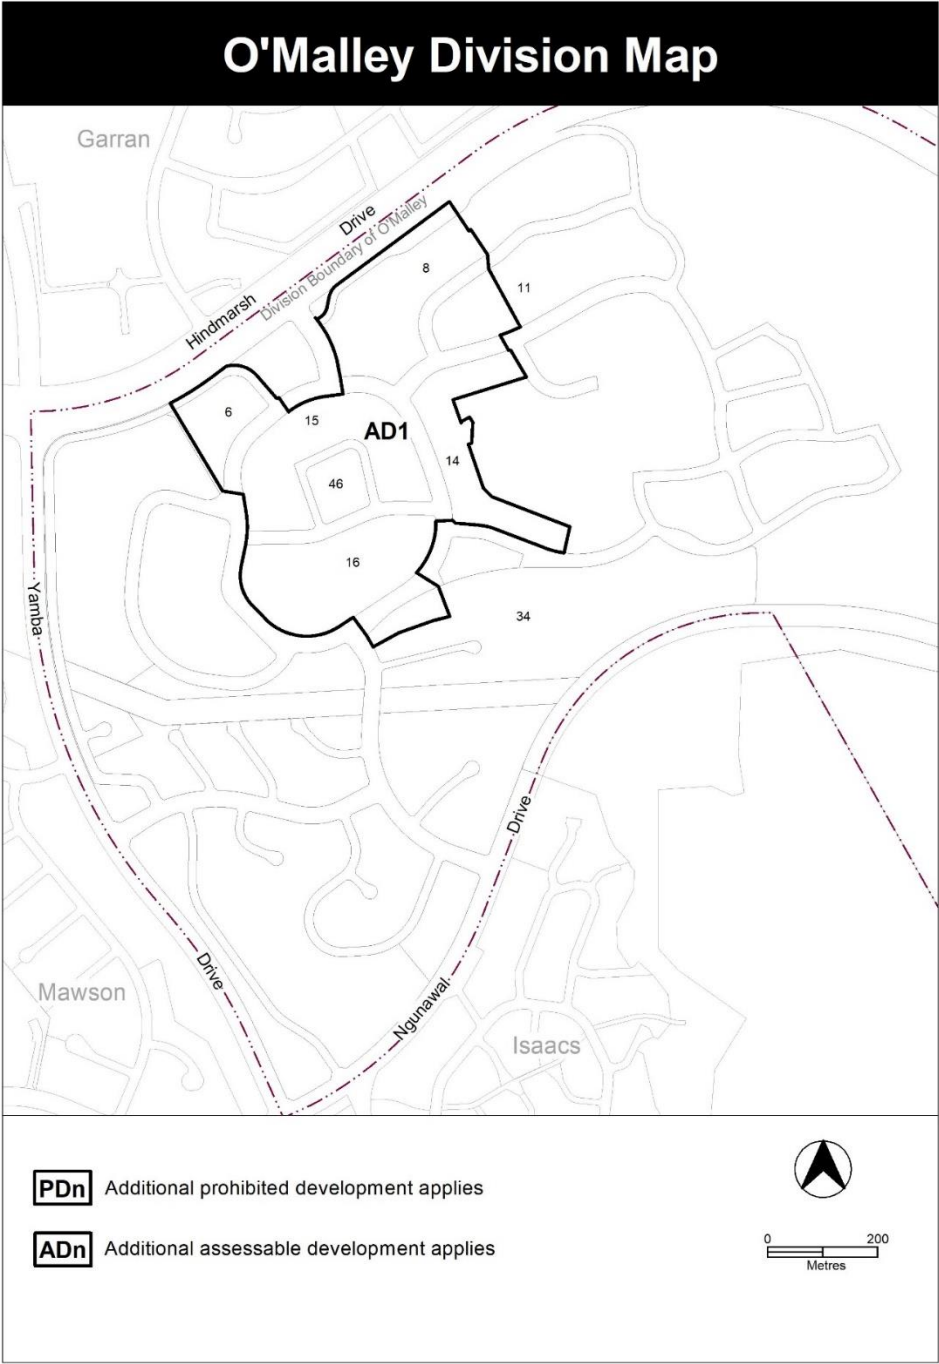 O'Malley Division Map
Garran
Drive
Division Boundary of O'Malley
Hindmarsh
8
11
6
15
AD1
14
46
16
Yamba
34
Drive
Drive
Mawson
Ngunawal
Isaacs
PDn Additional prohibited development applies
ADn Additional assessable development applies
0 200
Metres